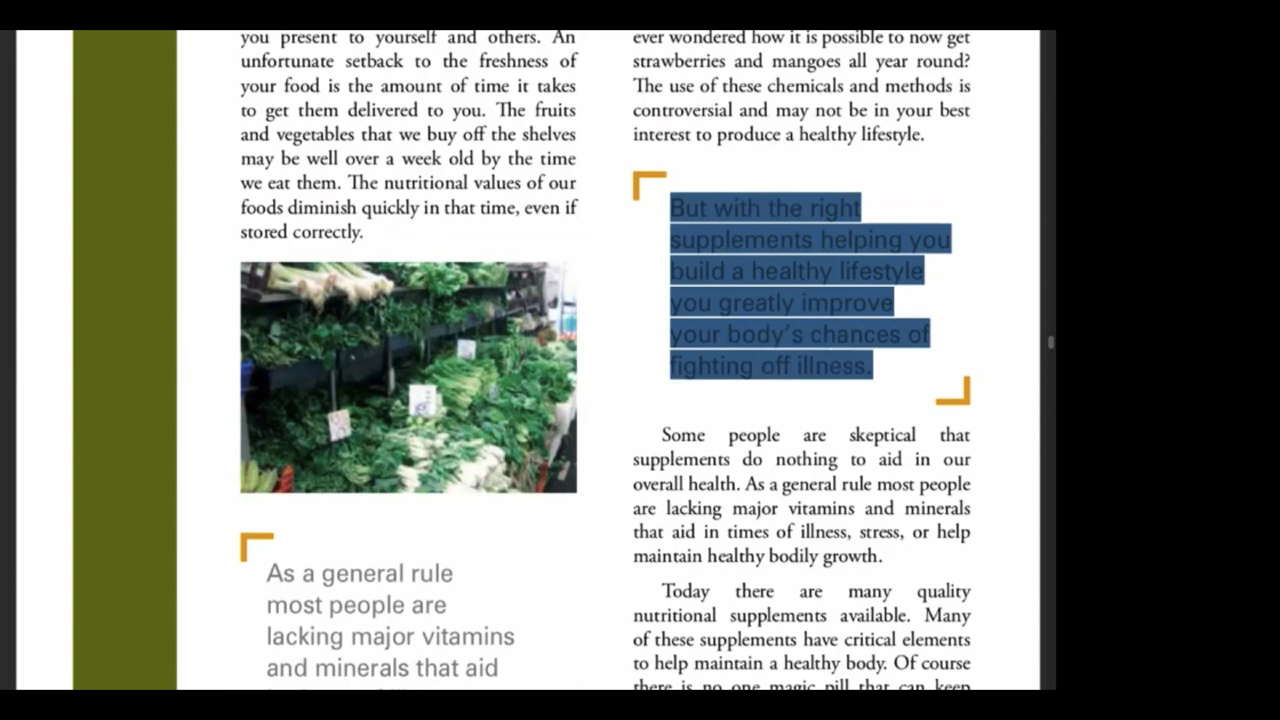 you present to yourself and others. An
unfortunate setback to the freshness of
your food is the amount of time it takes
to get them delivered to you. The fruits
and vegetables that we buy off the shelves
may be well over a week old by the time
we eat them. The nutritional values of our
foods diminish quickly in that time, even if
stored correctly.
As a general rule
most people are
lacking major vitamins
and minerals that aid
ever wondered how it is possible to now get
strawberries and mangoes all year round?
The use of these chemicals and methods is
controversial and may not be in your best
interest to produce a healthy lifestyle.
But with the right
supplements helping you
build a healthy lifestyle
you greatly improve
your body's chances of
fighting off illness.
Some people are skeptical that
supplements do nothing to aid in our
overall health. As a general rule most people
are lacking major vitamins and minerals
that aid in times of illness, stress, or help
maintain healthy bodily growth.
Today there are many quality
nutritional supplements available. Many
of these supplements have critical elements
to help maintain a healthy body. Of course
there is no one magic pill that can keep